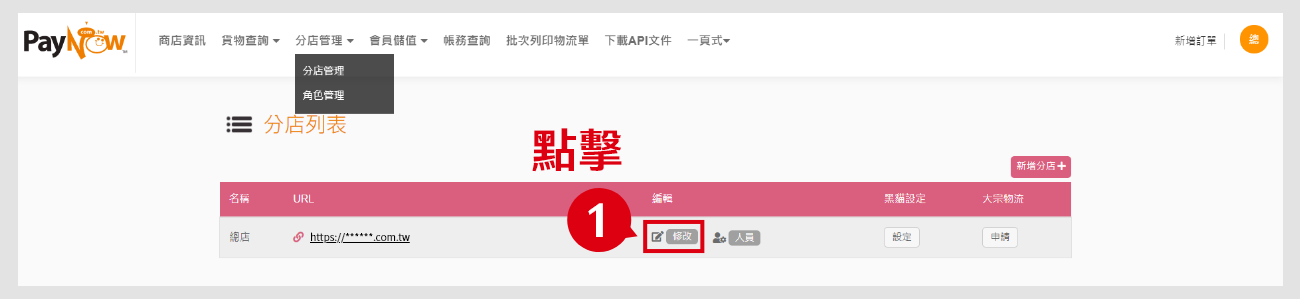 PayNow
com.tw
商店資訊 貨物查詢 分店管理 會員儲值 帳務查詢 批次列印物流單 下載API文件 一頁式 新增訂單 總
分店管理
角色管理
分店列表
點擊
新增分店
名稱 URL 編輯 黑貓設定 大宗物流
總店 https://******.com.tw 1 修改 人員 設定 申請